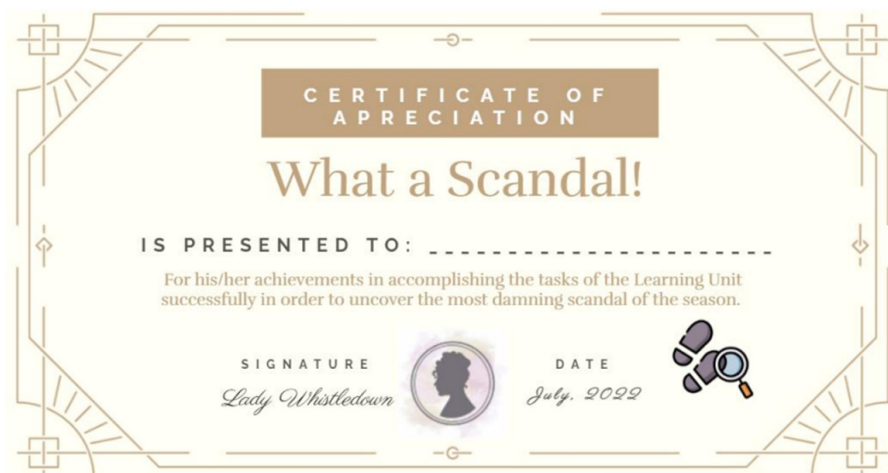 CERTIFICATE OF
APRECIATION
What a Scandal!
IS PRESENTED TO: _ _ _ _ _ _ _ _ _ _ _ _ _ _ _ _ _ _ _ _ _ _
For his/her achievements in accomplishing the tasks of the Learning Unit
successfully in order to uncover the most damning scandal of the season.
SIGNATURE
Lady Whistledown
DATE
July, 2022